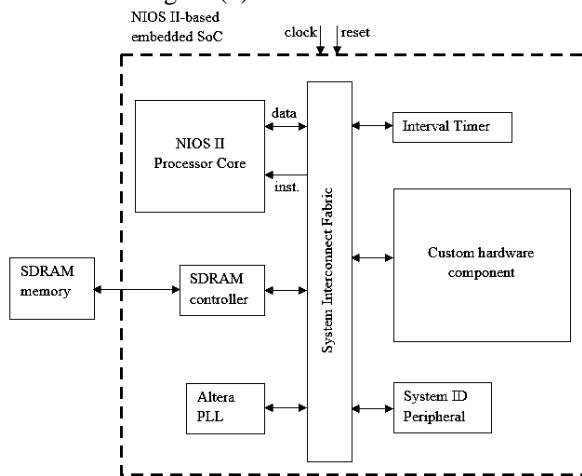 NIOS II-based
embedded SoC
clock
reset
NIOS II
Processor Core
data
inst.
System Interconnect Fabric
Interval Timer
Custom hardware
component
SDRAM
memory
SDRAM
controller
Altera
PLL
System ID
Peripheral